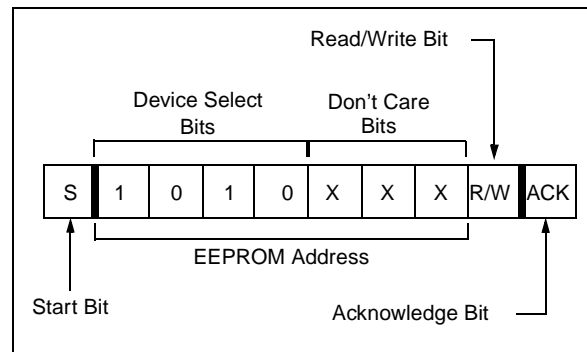 Read/Write Bit
Device Select
Bits
Don't Care
Bits
S 1 0 1 0 X X X R/W ACK
EEPROM Address
Start Bit
Acknowledge Bit